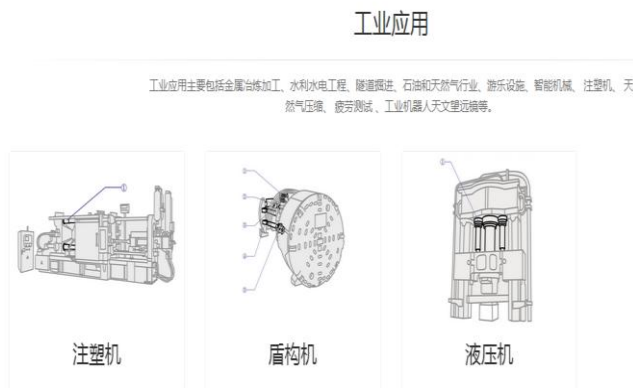 工业应用
工业应用主要包括金属冶炼加工、水利水电工程、隧道掘进、石油和天然气行业、游乐设施、智能机械、注塑机、天
然气压缩、疲劳测试、工业机器人天文望远镜等。
注塑机
盾构机
液压机